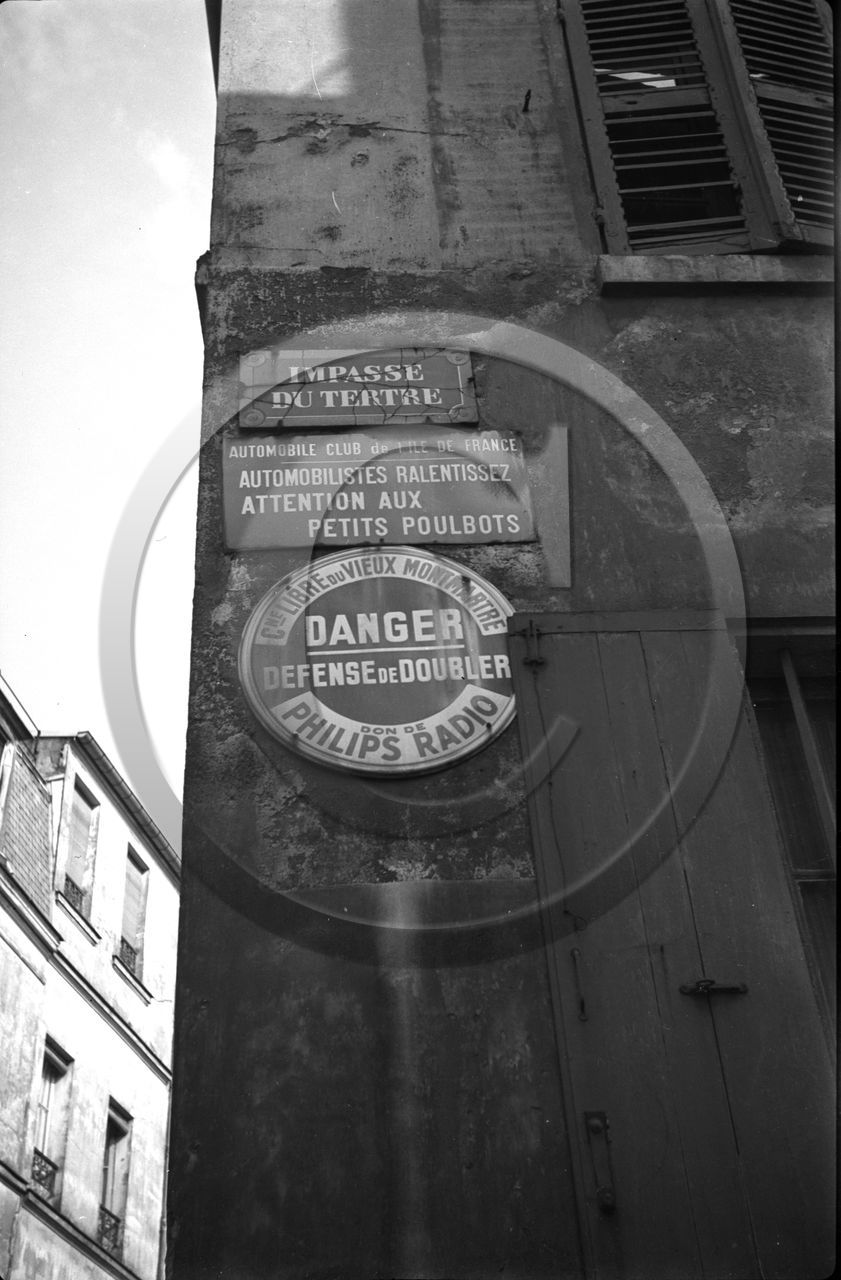 IMPASSE
DU TERTRE
AUTOMOBILE CLUB de l'ILE DE FRANCE
AUTOMOBILISTES RALENTISSEZ
ATTENTION AUX
PETITS POULBOTS
CNE LIBRE DU VIEUX MONTMARTRE
DANGER
DEFENSE DE DOUBLER
DON DE
PHILIPS RADIO